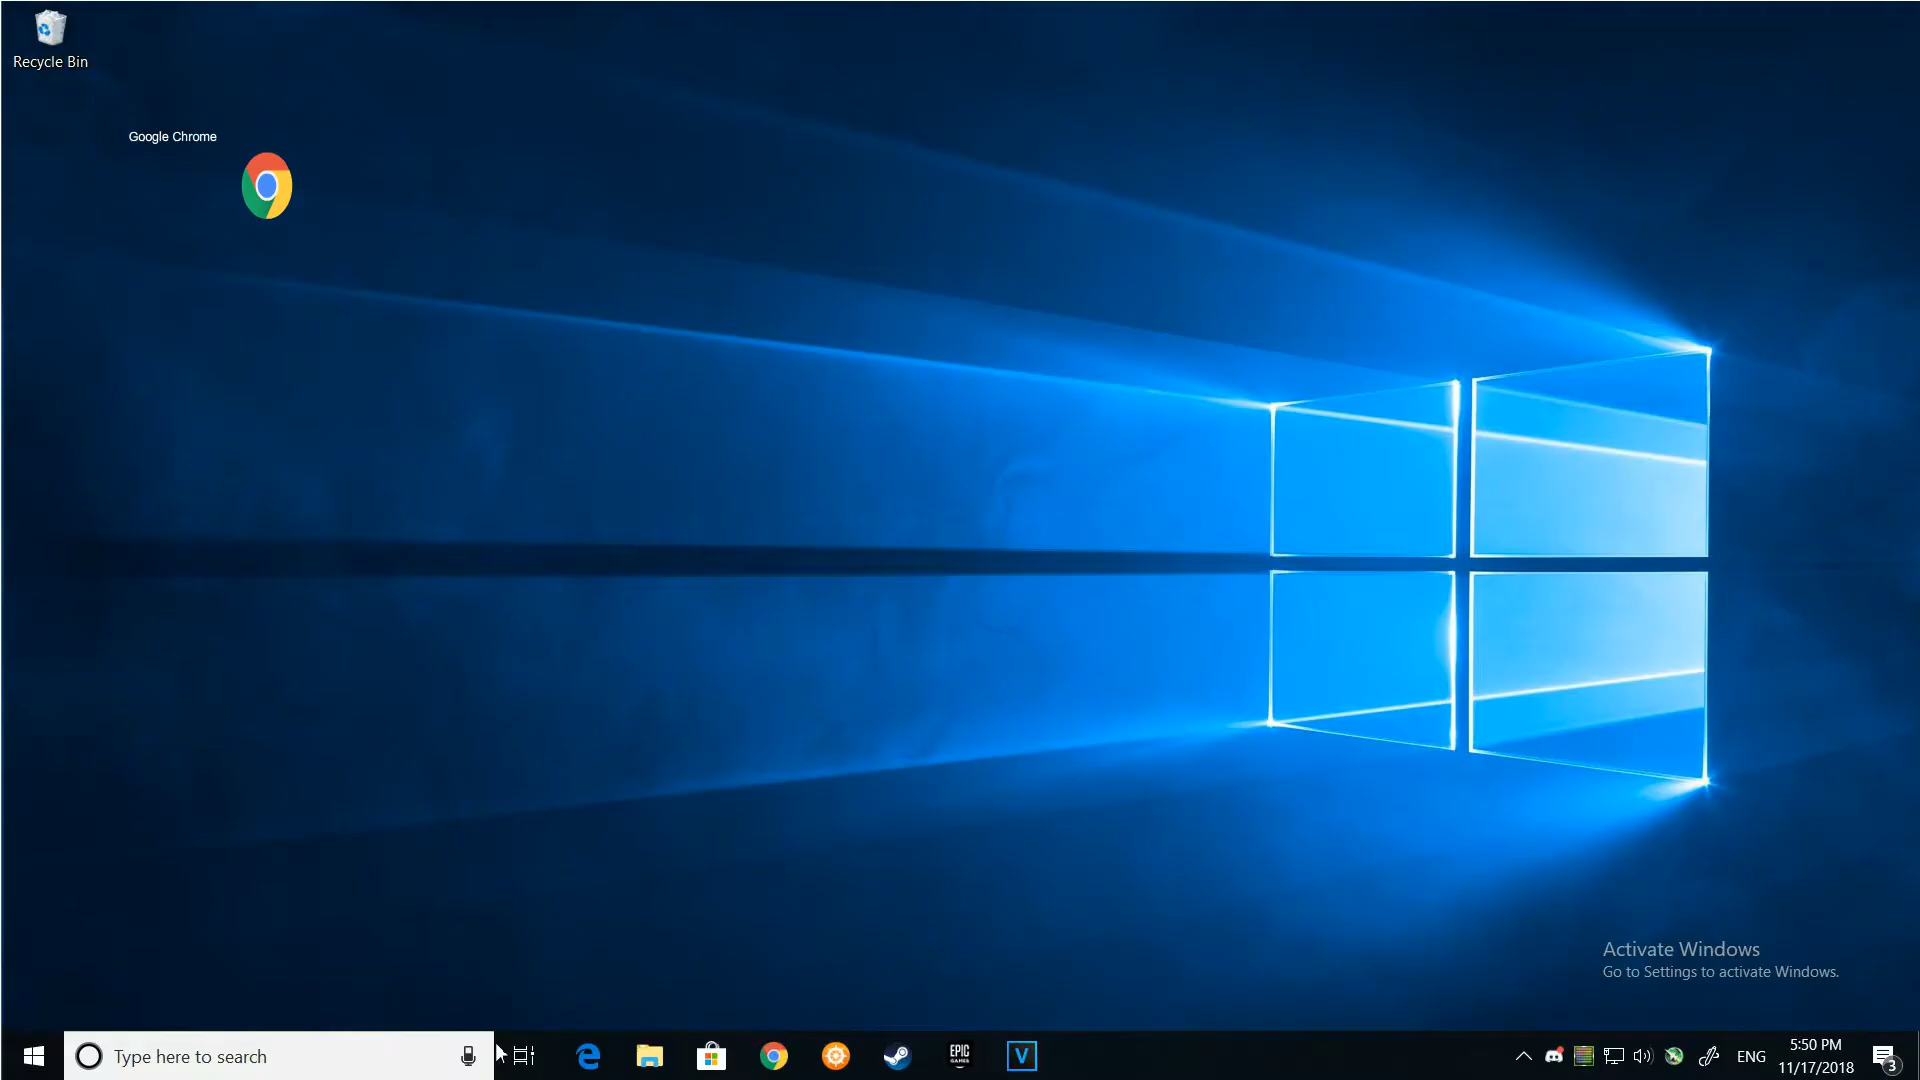 Recycle Bin
Google Chrome
Activate Windows
Go to Settings to activate Windows.
Type here to search
EPIC
GAMES
V
ENG
5:50 PM
11/17/2018
3